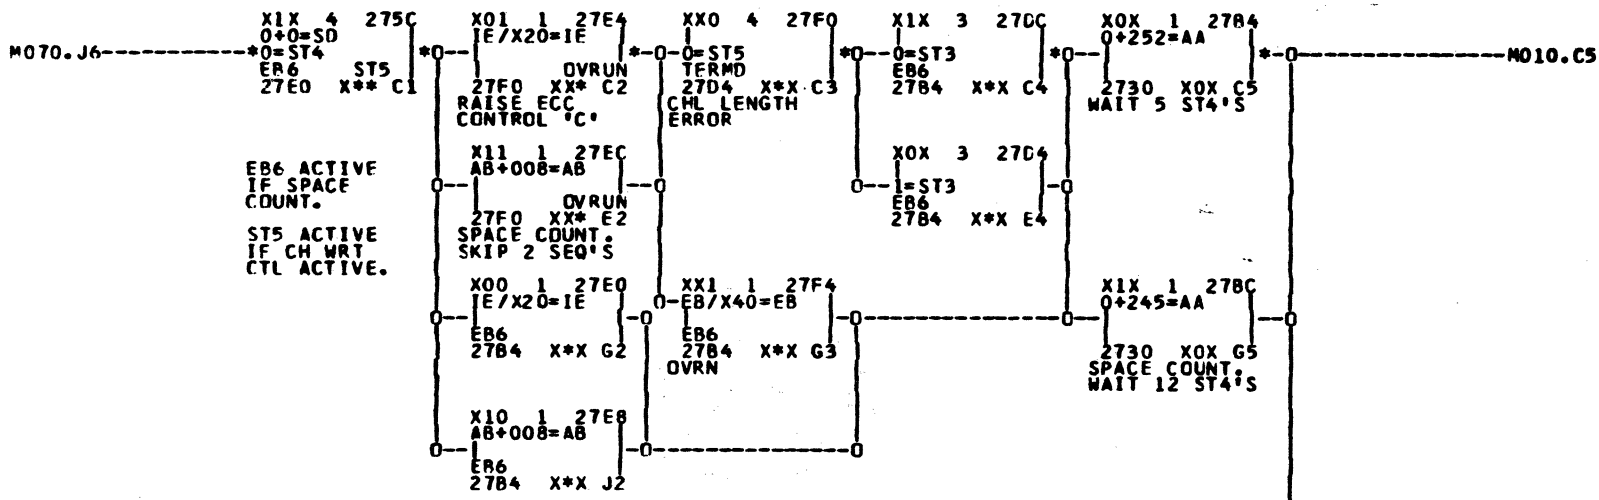 M070.J6
X1X 4 275C
0+0=SD
*0=ST4
EB6 ST5
27E0 X** C1
EB6 ACTIVE
IF SPACE
COUNT.
ST5 ACTIVE
IF CH WRT
CTL ACTIVE.
X01 1 27E4
IE/X20=IE
OVRUN
27F0 XX* C2
RAISE ECC
CONTROL 'C'
X11 1 27EC
AB+008=AB
OVRUN
27F0 XX* E2
SPACE COUNT.
SKIP 2 SEQ'S
X00 1 27E0
IE/X20=IE
EB6
27B4 X*X G2
X10 1 27E8
AB+008=AB
EB6
27B4 X*X J2
XX0 4 27F0
0=ST5
TERMD
27D4 X*X C3
CHL LENGTH
ERROR
XX1 1 27F4
EB/X40=EB
EB6
27B4 X*X G3
OVRN
X1X 3 27DC
0=ST3
EB6
27B4 X*X C4
X0X 3 27D4
1=ST3
EB6
27B4 X*X E4
X0X 1 27B4
0+252=AA
2730 X0X C5
WAIT 5 ST4'S
X1X 1 27BC
0+245=AA
2730 X0X G5
SPACE COUNT.
WAIT 12 ST4'S
M010.C5